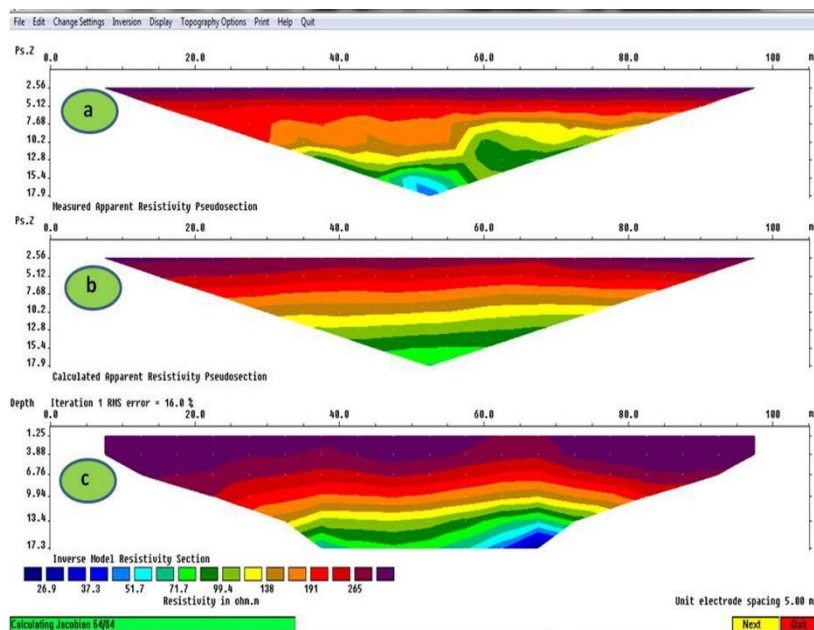 File Edit Change Settings Inversion Display Topography Options Print Help Quit
Ps.Z 0.0 20.0 40.0 60.0 80.0 100 m
2.56
5.12
7.68
10.2
12.8
15.4
17.9
a
Measured Apparent Resistivity Pseudosection
Ps.Z 0.0 20.0 40.0 60.0 80.0 100 m
2.56
5.12
7.68
10.2
12.8
15.4
17.9
b
Calculated Apparent Resistivity Pseudosection
Depth Iteration 1 RMS error = 16.0 %
0.0 20.0 40.0 60.0 80.0 100 m
1.25
3.88
6.76
9.94
13.4
17.3
c
Inverse Model Resistivity Section
26.9 37.3 51.7 71.7 99.4 138 191 265
Resistivity in ohm.m
Unit electrode spacing 5.00 m
Calculating Jacobian 64/84
Next Quit